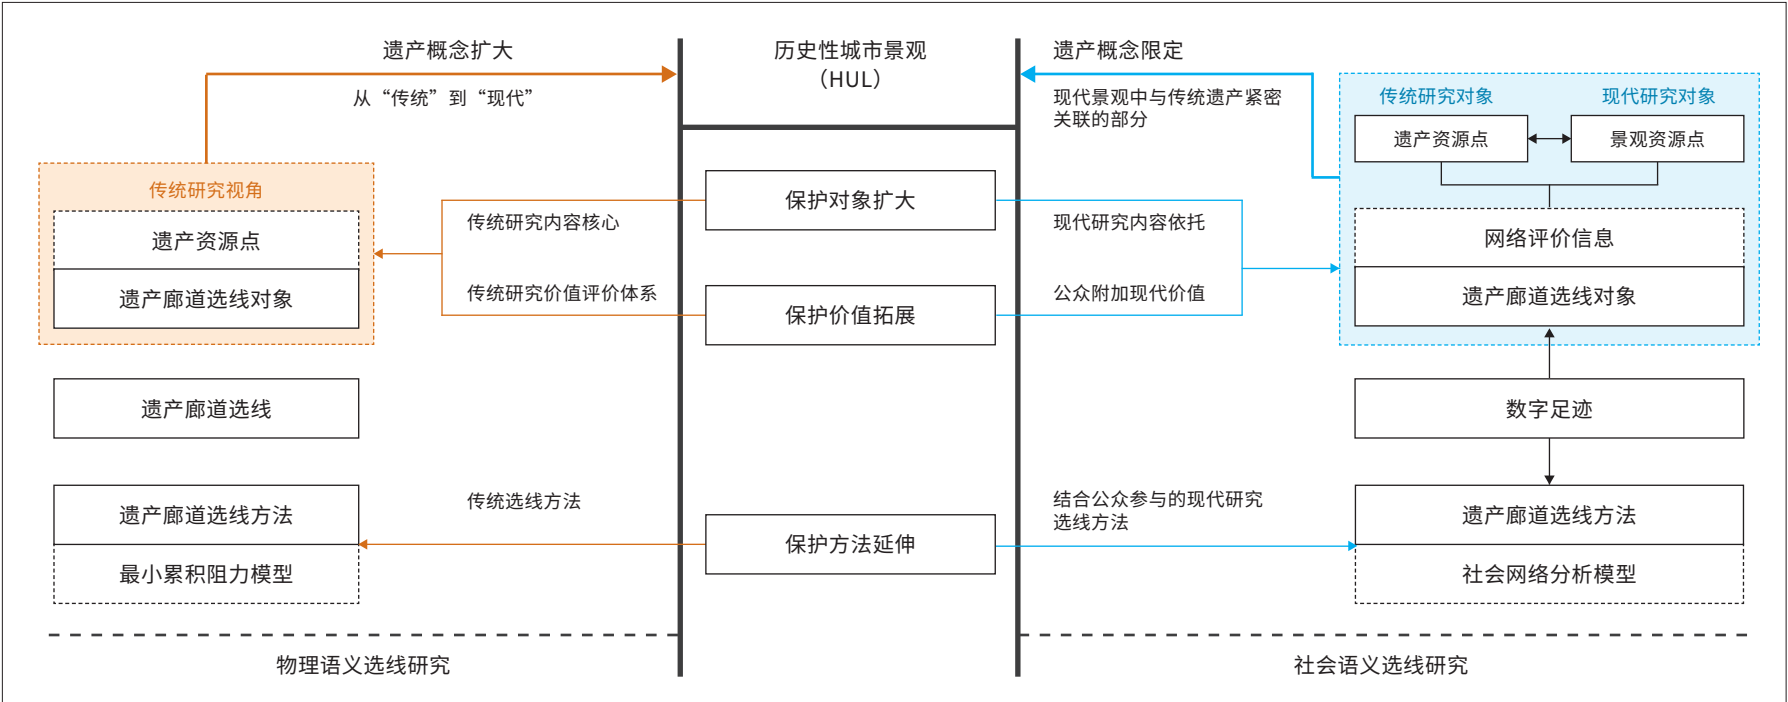 遗产概念扩大
从“传统”到“现代”
传统研究视角
遗产资源点
遗产廊道选线对象
遗产廊道选线
遗产廊道选线方法
最小累积阻力模型
物理语义选线研究
传统研究内容核心
传统研究价值评价体系
传统选线方法
历史性城市景观
（HUL）
保护对象扩大
保护价值拓展
保护方法延伸
遗产概念限定
现代景观中与传统遗产紧密
关联的部分
现代研究内容依托
公众附加现代价值
结合公众参与的现代研究
选线方法
传统研究对象
现代研究对象
遗产资源点
景观资源点
网络评价信息
遗产廊道选线对象
数字足迹
遗产廊道选线方法
社会网络分析模型
社会语义选线研究